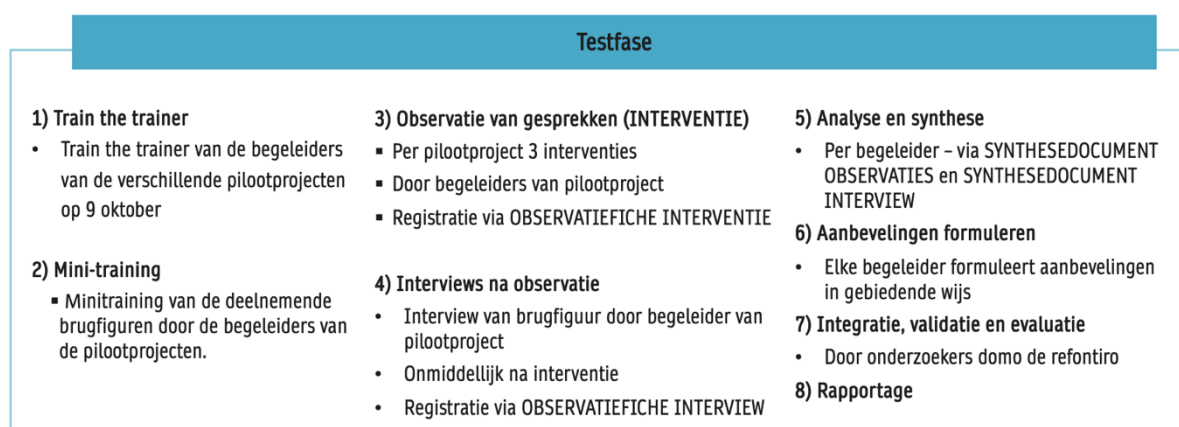 Testfase
1) Train the trainer
• Train the trainer van de begeleiders
van de verschillende pilootprojecten
op 9 oktober
2) Mini-training
▪ Minitraining van de deelnemende
brugfiguren door de begeleiders van
de pilootprojecten.
3) Observatie van gesprekken (INTERVENTIE)
▪ Per pilootproject 3 interventies
▪ Door begeleiders van pilootproject
▪ Registratie via OBSERVATIEFICHE INTERVENTIE
4) Interviews na observatie
• Interview van brugfiguur door begeleider van
pilootproject
• Onmiddellijk na interventie
• Registratie via OBSERVATIEFICHE INTERVIEW
5) Analyse en synthese
• Per begeleider – via SYNTHESEDOCUMENT
OBSERVATIES en SYNTHESEDOCUMENT
INTERVIEW
6) Aanbevelingen formuleren
• Elke begeleider formuleert aanbevelingen
in gebiedende wijs
7) Integratie, validatie en evaluatie
• Door onderzoekers domo de refontiro
8) Rapportage